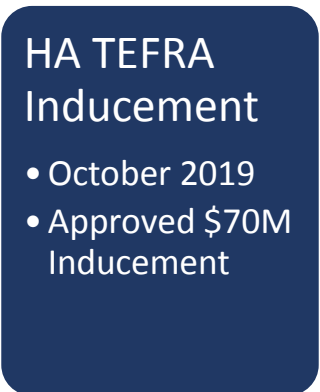 HA TEFRA
Inducement
• October 2019
• Approved $70M
Inducement